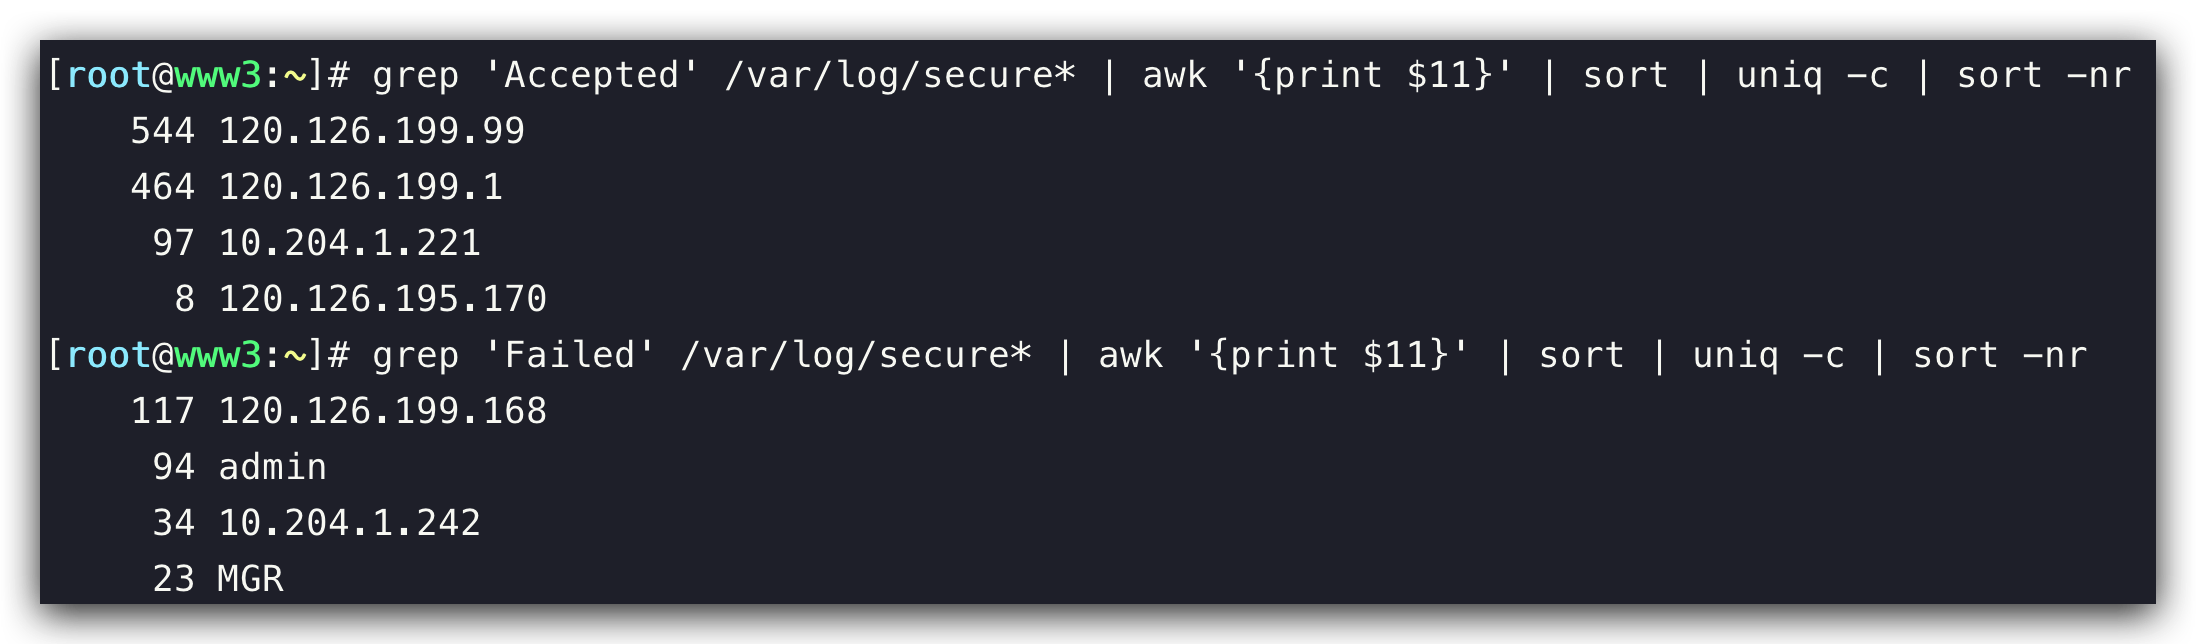 [root@www3:~]# grep 'Accepted' /var/log/secure* | awk '{print $11}' | sort | uniq -c | sort -nr
544 120.126.199.99
464 120.126.199.1
97 10.204.1.221
8 120.126.195.170
[root@www3:~]# grep 'Failed' /var/log/secure* | awk '{print $11}' | sort | uniq -c | sort -nr
117 120.126.199.168
94 admin
34 10.204.1.242
23 MGR